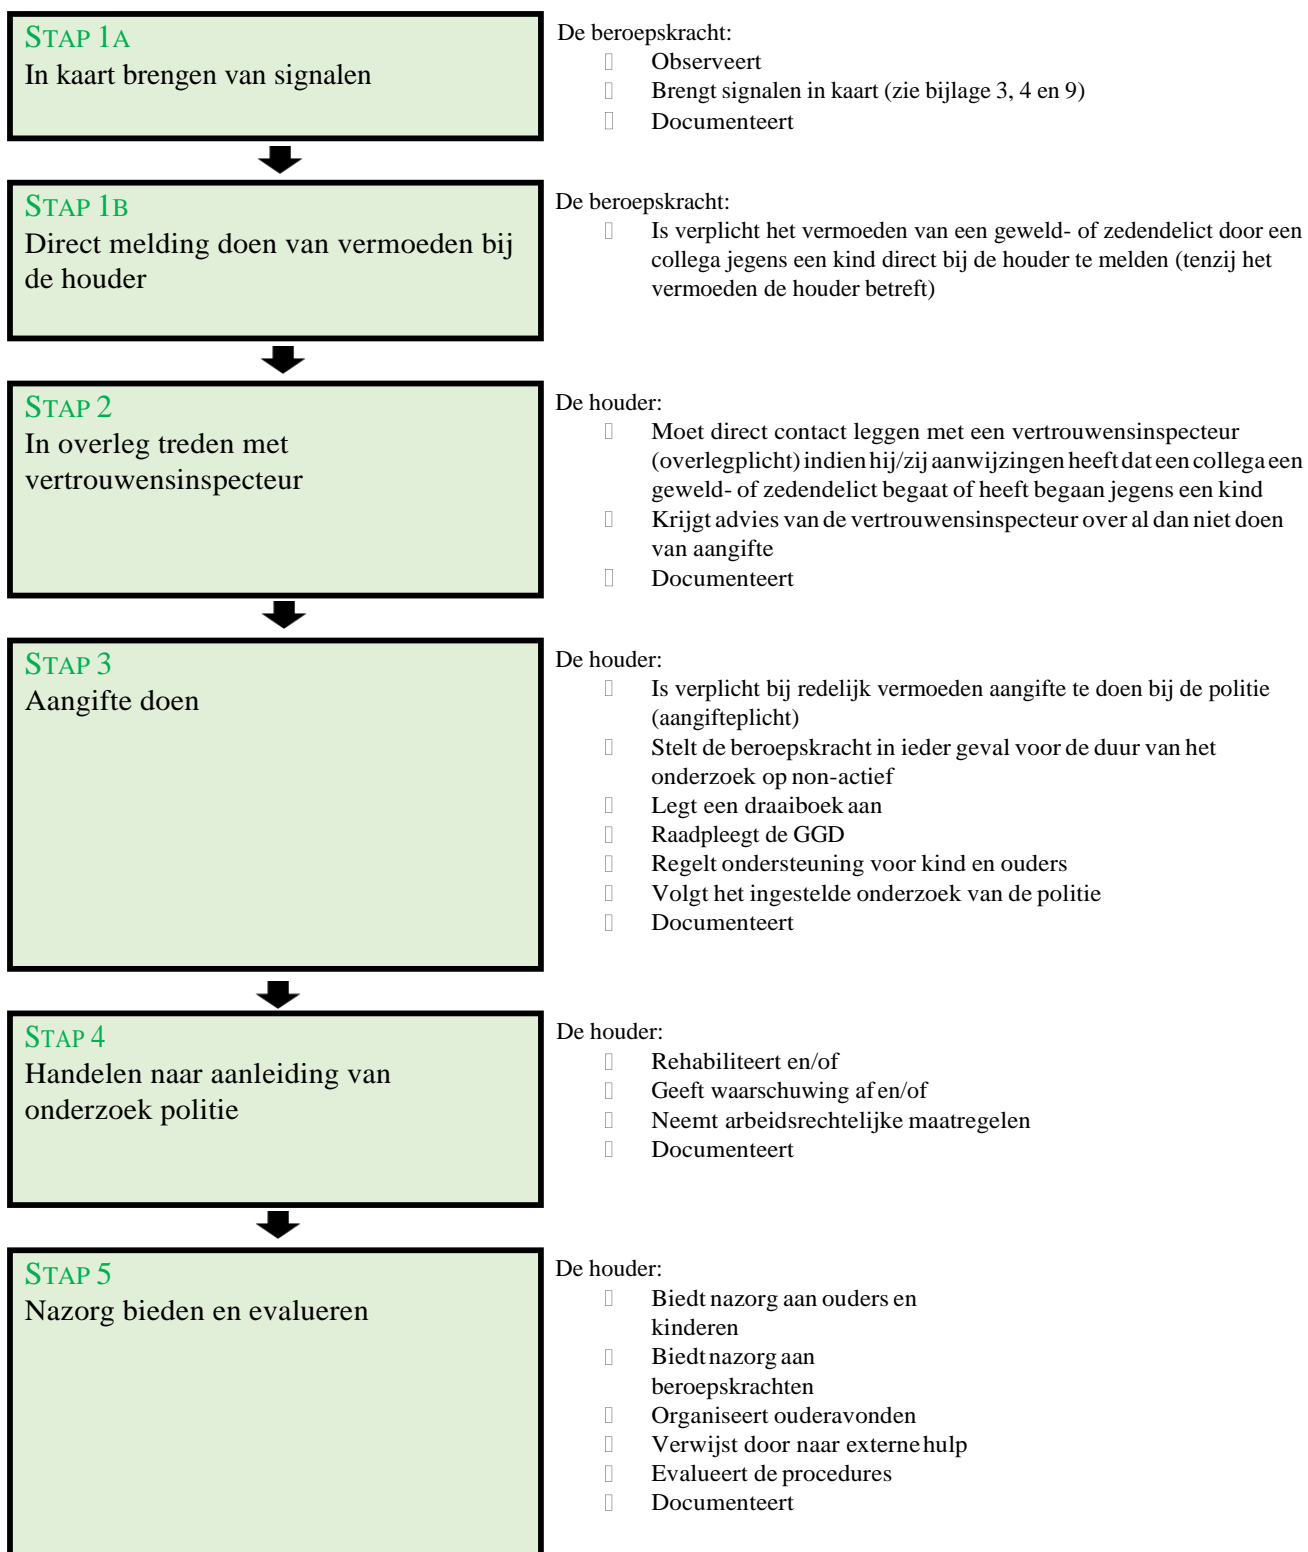 STAP 1A
In kaart brengen van signalen
De beroepskracht:
Observeert
Brengt signalen in kaart (zie bijlage 3, 4 en 9)
Documenteert
STAP 1B
Direct melding doen van vermoeden bij
de houder
De beroepskracht:
Is verplicht het vermoeden van een geweld- of zedendelict door een
collega jegens een kind direct bij de houder te melden (tenzij het
vermoeden de houder betreft)
STAP 2
In overleg treden met
vertrouwensinspecteur
De houder:
Moet direct contact leggen met een vertrouwensinspecteur
(overlegplicht) indien hij/zij aanwijzingen heeft dat een collega een
geweld- of zedendelict begaat of heeft begaan jegens een kind
Krijgt advies van de vertrouwensinspecteur over al dan niet doen
van aangifte
Documenteert
STAP 3
Aangifte doen
De houder:
Is verplicht bij redelijk vermoeden aangifte te doen bij de politie
(aangifteplicht)
Stelt de beroepskracht in ieder geval voor de duur van het
onderzoek op non-actief
Legt een draaiboek aan
Raadpleegt de GGD
Regelt ondersteuning voor kind en ouders
Volgt het ingestelde onderzoek van de politie
Documenteert
STAP 4
Handelen naar aanleiding van
onderzoek politie
De houder:
Rehabiliteert en/of
Geeft waarschuwing af en/of
Neemt arbeidsrechtelijke maatregelen
Documenteert
STAP 5
Nazorg bieden en evalueren
De houder:
Biedt nazorg aan ouders en
kinderen
Biedt nazorg aan
beroepskrachten
Organiseert ouderavonden
Verwijst door naar externe hulp
Evalueert de procedures
Documenteert